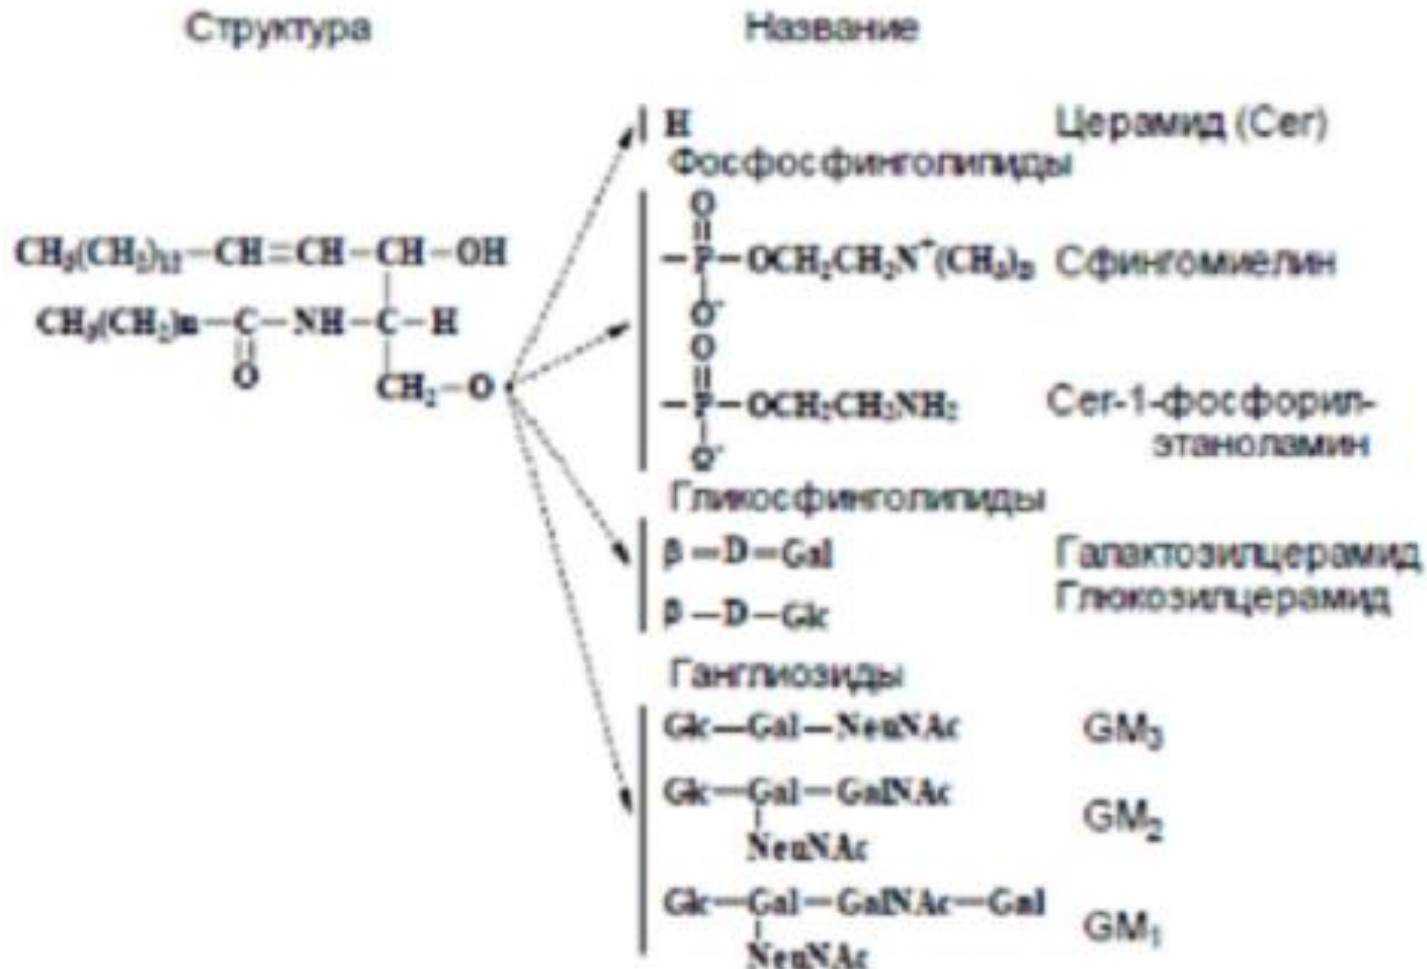 Структура Название
H Церамид (Cer)
Фосфосфинголипиды
O
CH₃(CH₂)₁₂—CH=CH—CH—OH
—P—OCH₂CH₂N⁺(CH₃)₃ Сфингомиелин
O⁻
CH₃(CH₂)n—C—NH—C—H
O
O
CH₂—O
—P—OCH₂CH₂NH₂ Cer-1-фосфорил-
этаноламин
O⁻
Гликосфинголипиды
β—D—Gal Галактозилцерамид
β—D—Glc Глюкозилцерамид
Ганглиозиды
Glc—Gal—NeuNAc GM₃
Glc—Gal—GalNAc GM₂
NeuNAc
Glc—Gal—GalNAc—Gal GM₁
NeuNAc